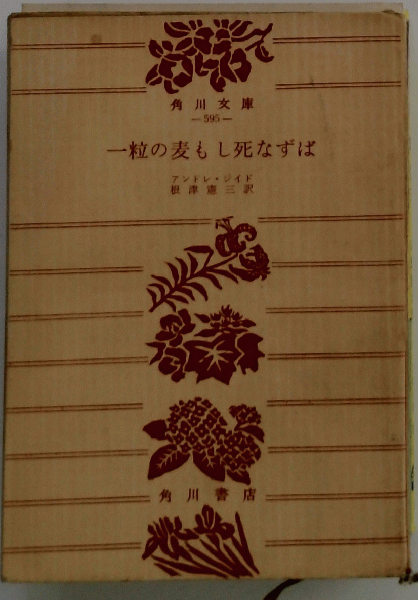 角川文庫
―595―
一粒の麦もし死なずば
アンドレ・ジイド
根津憲三訳
角川書店